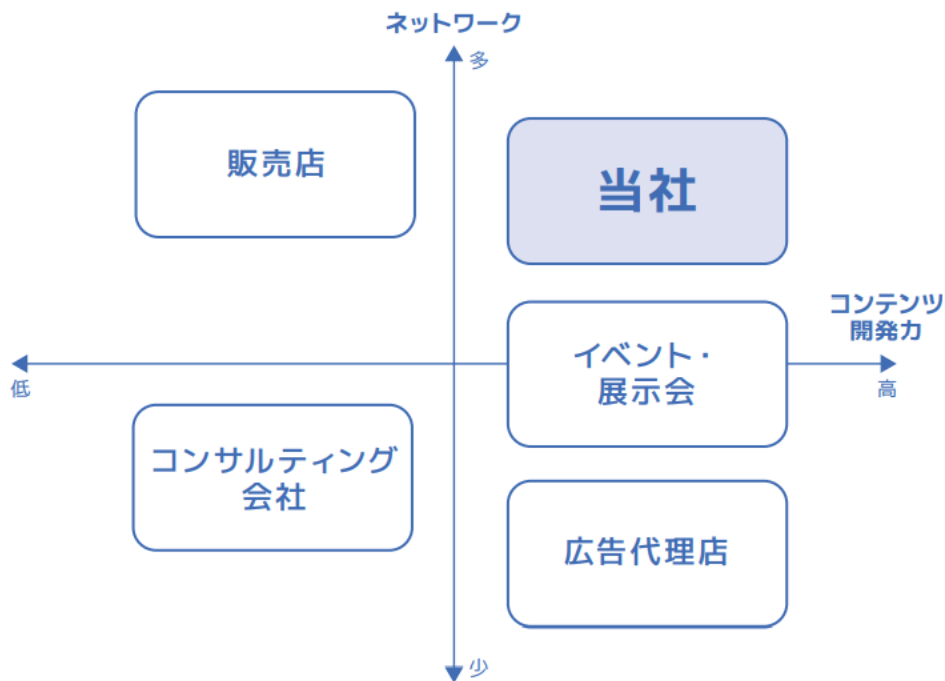 ネットワーク
多
販売店
当社
コンテンツ
開発力
イベント・
展示会
低
高
コンサルティング
会社
広告代理店
少